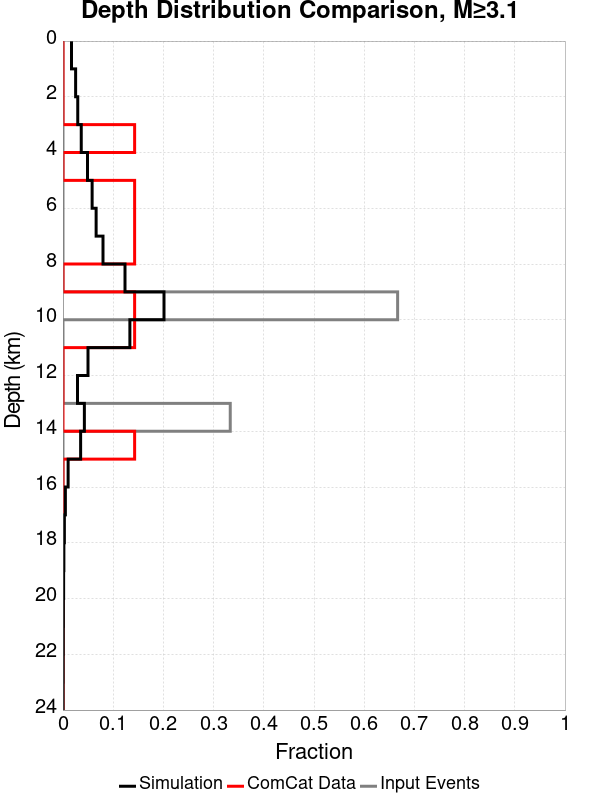 Depth Distribution Comparison, M≥3.1
0
2
4
6
8
10
12
14
16
18
20
22
24
Depth (km)
0 0.1 0.2 0.3 0.4 0.5 0.6 0.7 0.8 0.9 1
Fraction
Simulation ComCat Data Input Events